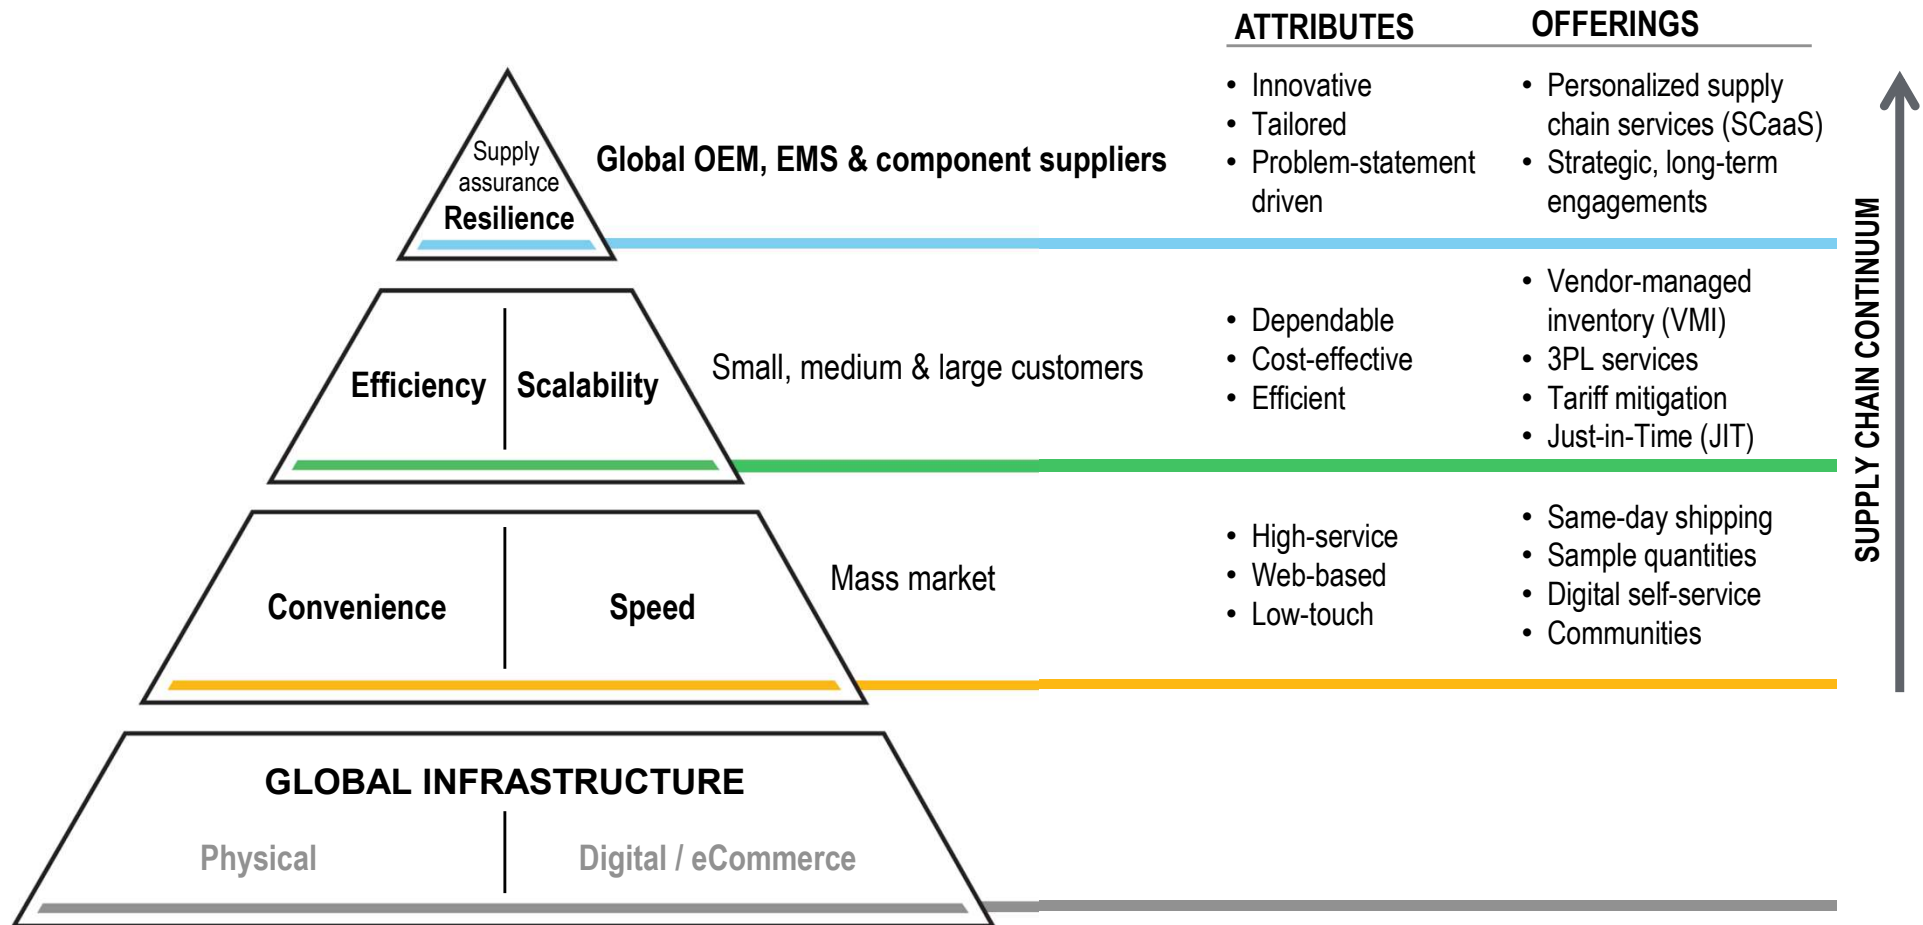 ATTRIBUTES
OFFERINGS
Supply
assurance
Resilience
Global OEM, EMS & component suppliers
• Innovative
• Tailored
• Problem-statement
driven
• Personalized supply
chain services (SCaaS)
• Strategic, long-term
engagements
Efficiency
Scalability
Small, medium & large customers
• Dependable
• Cost-effective
• Efficient
• Vendor-managed
inventory (VMI)
• 3PL services
• Tariff mitigation
• Just-in-Time (JIT)
Convenience
Speed
Mass market
• High-service
• Web-based
• Low-touch
• Same-day shipping
• Sample quantities
• Digital self-service
• Communities
GLOBAL INFRASTRUCTURE
Physical
Digital / eCommerce
SUPPLY CHAIN CONTINUUM